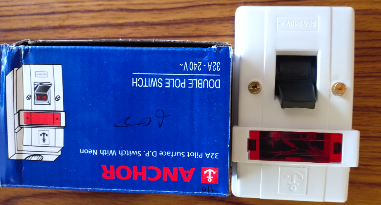 ANCHOR
32A Pilot Surface D.P. Switch With Neon
DOUBLE POLE SWITCH
32A - 240V~